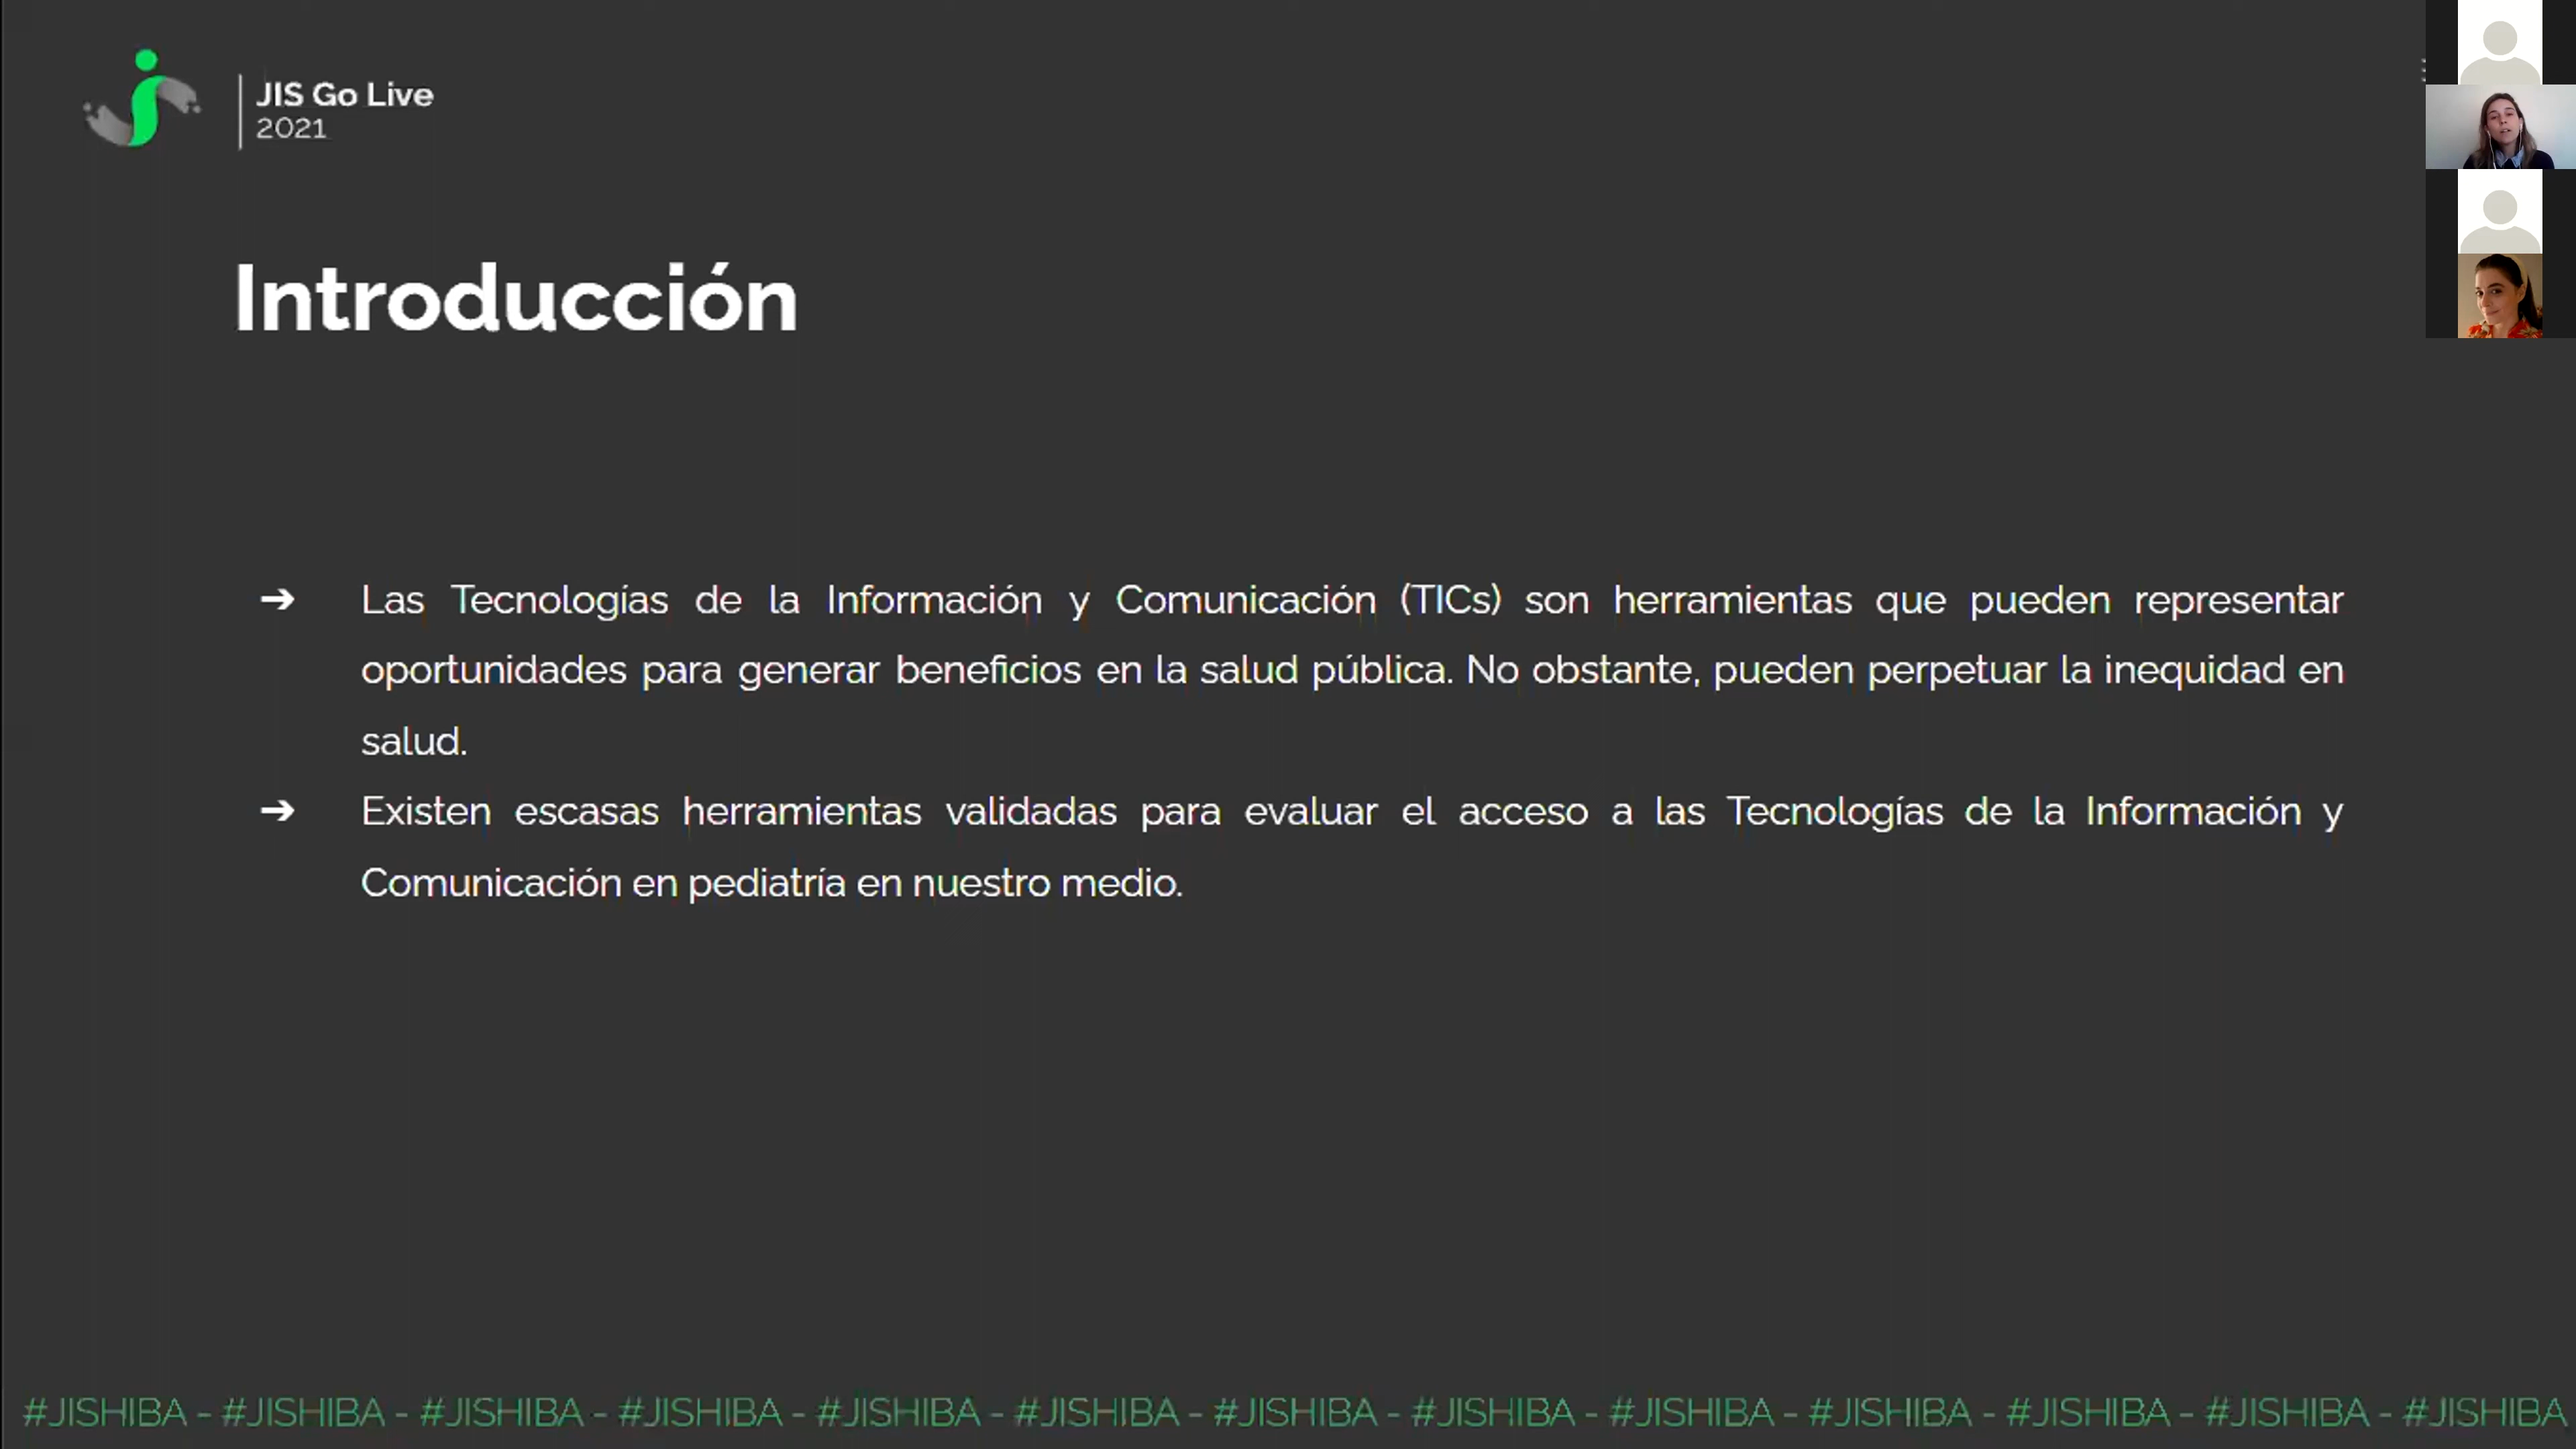 JIS Go Live
2021
Introducción
➔ Las Tecnologías de la Información y Comunicación (TICs) son herramientas que pueden representar
oportunidades para generar beneficios en la salud pública. No obstante, pueden perpetuar la inequidad en
salud.
➔ Existen escasas herramientas validadas para evaluar el acceso a las Tecnologías de la Información y
Comunicación en pediatría en nuestro medio.
#JISHIBA - #JISHIBA - #JISHIBA - #JISHIBA - #JISHIBA - #JISHIBA - #JISHIBA - #JISHIBA - #JISHIBA - #JISHIBA - #JISHIBA - #JISHIBA - #JISHIBA